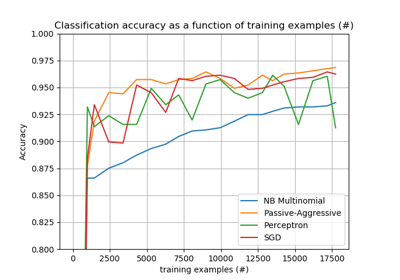 Classification accuracy as a function of training examples (#)
1.000
0.975
0.950
0.925
0.900
0.875
0.850
0.825
0.800
Accuracy
NB Multinomial
Passive-Aggressive
Perceptron
SGD
0 2500 5000 7500 10000 12500 15000 17500
training examples (#)